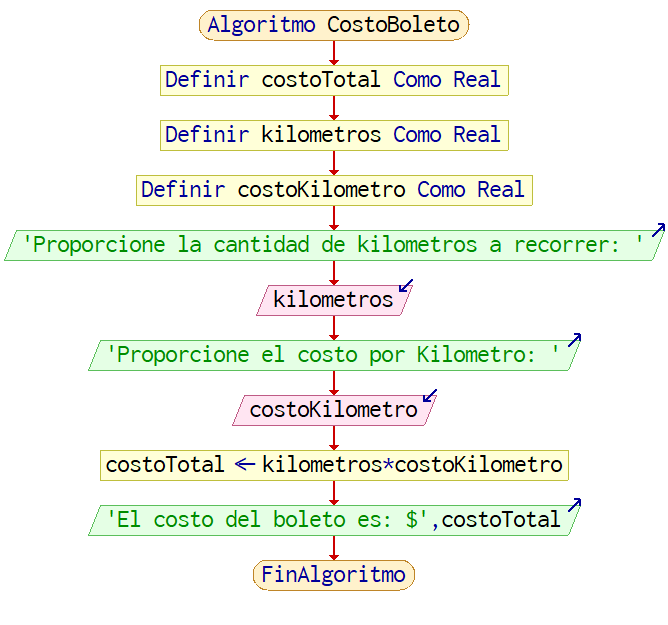 Algoritmo CostoBoleto
Definir costoTotal Como Real
Definir kilometros Como Real
Definir costoKilometro Como Real
'Proporcione la cantidad de kilometros a recorrer: '
kilometros
'Proporcione el costo por Kilometro: '
costoKilometro
costoTotal ← kilometros*costoKilometro
'El costo del boleto es: $',costoTotal
FinAlgoritmo